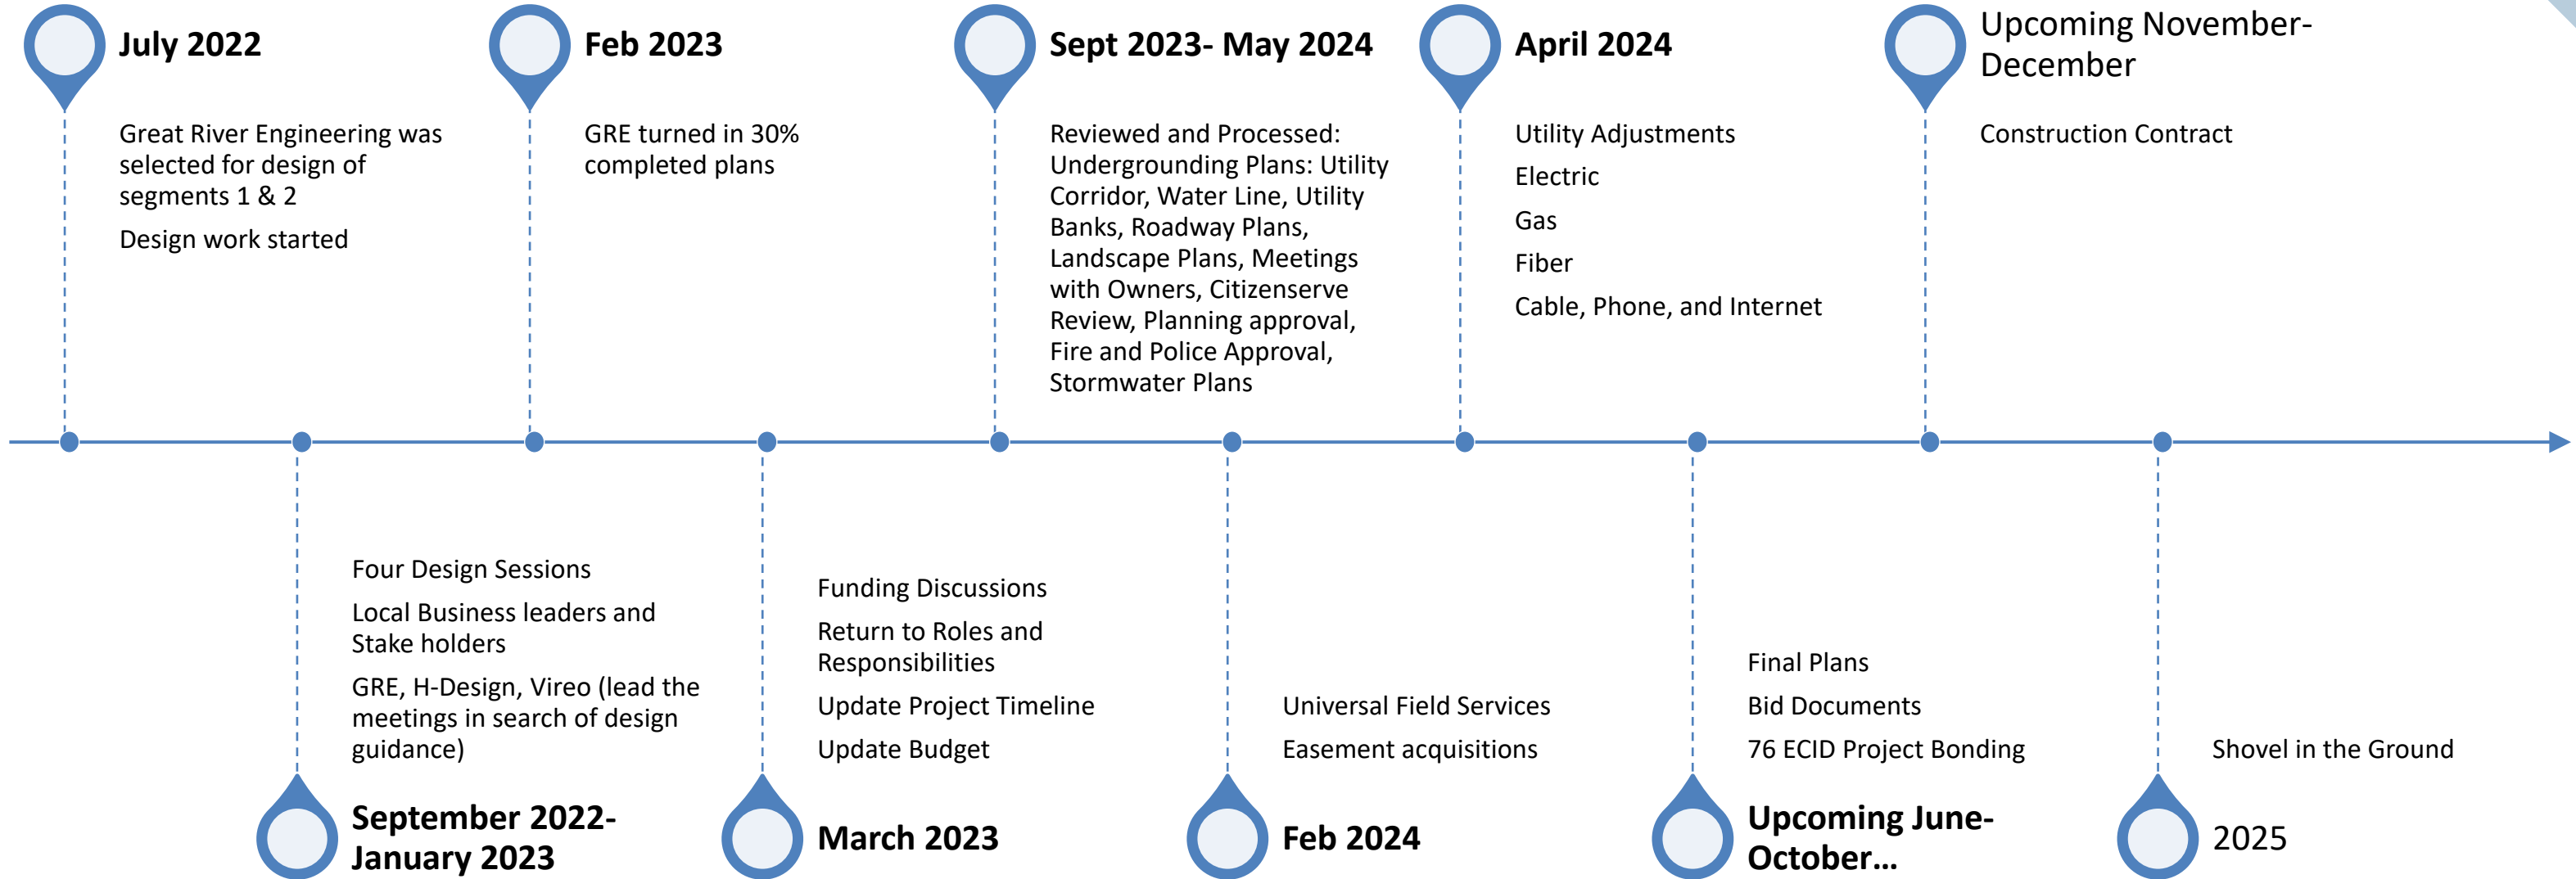 July 2022
Great River Engineering was
selected for design of
segments 1 & 2
Design work started
Feb 2023
GRE turned in 30%
completed plans
Sept 2023- May 2024
Reviewed and Processed:
Undergrounding Plans: Utility
Corridor, Water Line, Utility
Banks, Roadway Plans,
Landscape Plans, Meetings
with Owners, Citizenserve
Review, Planning approval,
Fire and Police Approval,
Stormwater Plans
April 2024
Utility Adjustments
Electric
Gas
Fiber
Cable, Phone, and Internet
Upcoming November-
December
Construction Contract
Four Design Sessions
Local Business leaders and
Stake holders
GRE, H-Design, Vireo (lead the
meetings in search of design
guidance)
September 2022-
January 2023
Funding Discussions
Return to Roles and
Responsibilities
Update Project Timeline
Update Budget
March 2023
Universal Field Services
Easement acquisitions
Feb 2024
Final Plans
Bid Documents
76 ECID Project Bonding
Upcoming June-
October...
Shovel in the Ground
2025